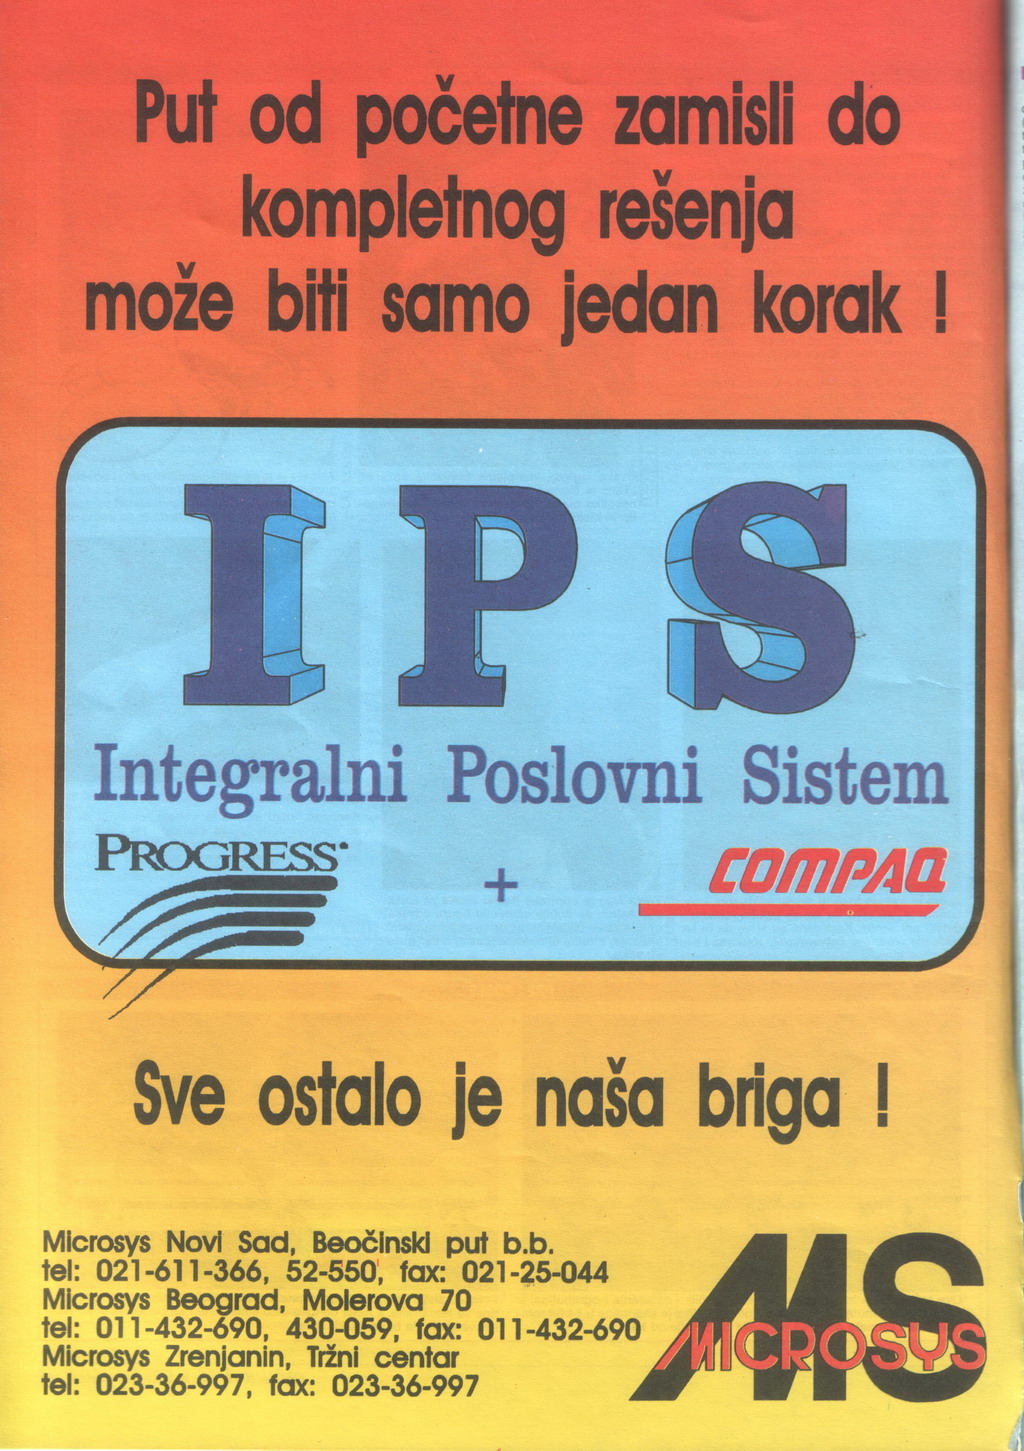 Put od početne zamisli do
kompletnog rešenja
može biti samo jedan korak !
I P S
Integralni Poslovni Sistem
PROGRESS
+
COMPAQ
Sve ostalo je naša briga !
Microsys Novi Sad, Beočinski put b.b.
tel: 021-611-366, 52-550, fax: 021-25-044
Microsys Beograd, Molerova 70
tel: 011-432-690, 430-059, fax: 011-432-690
Microsys Zrenjanin, Tržni centar
tel: 023-36-997, fax: 023-36-997
MS
MICROSYS